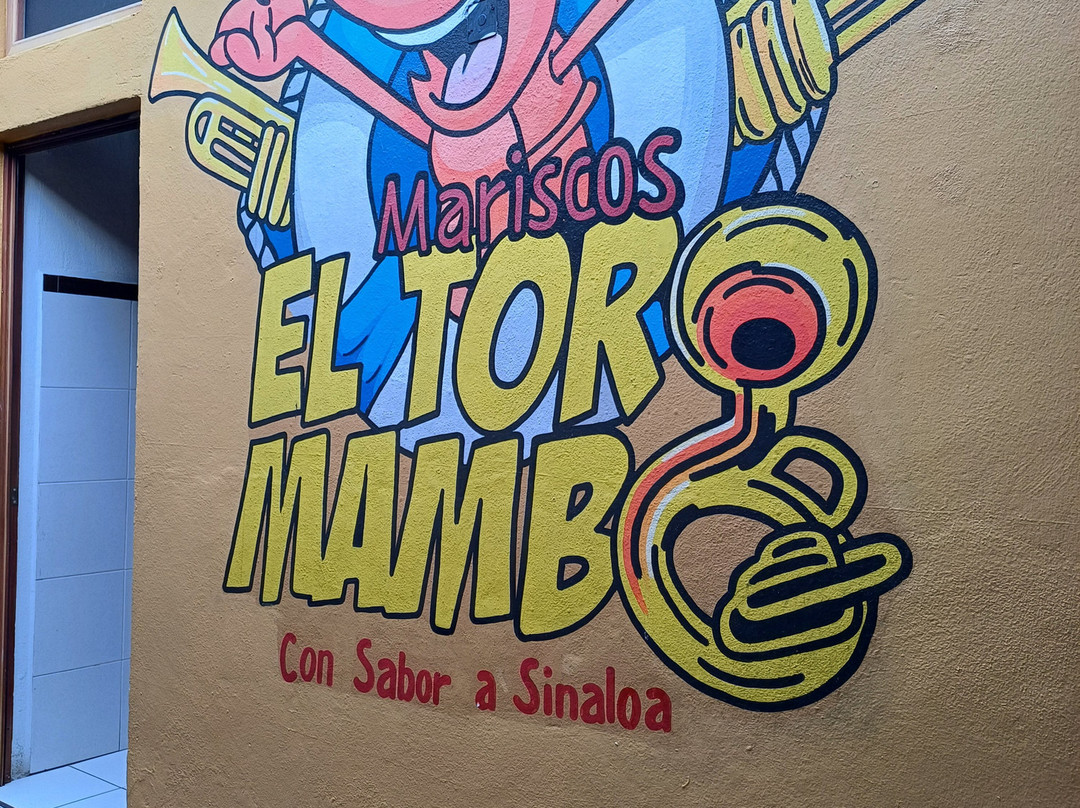 Mariscos
EL TORO
MAMBO
Con Sabor a Sinaloa